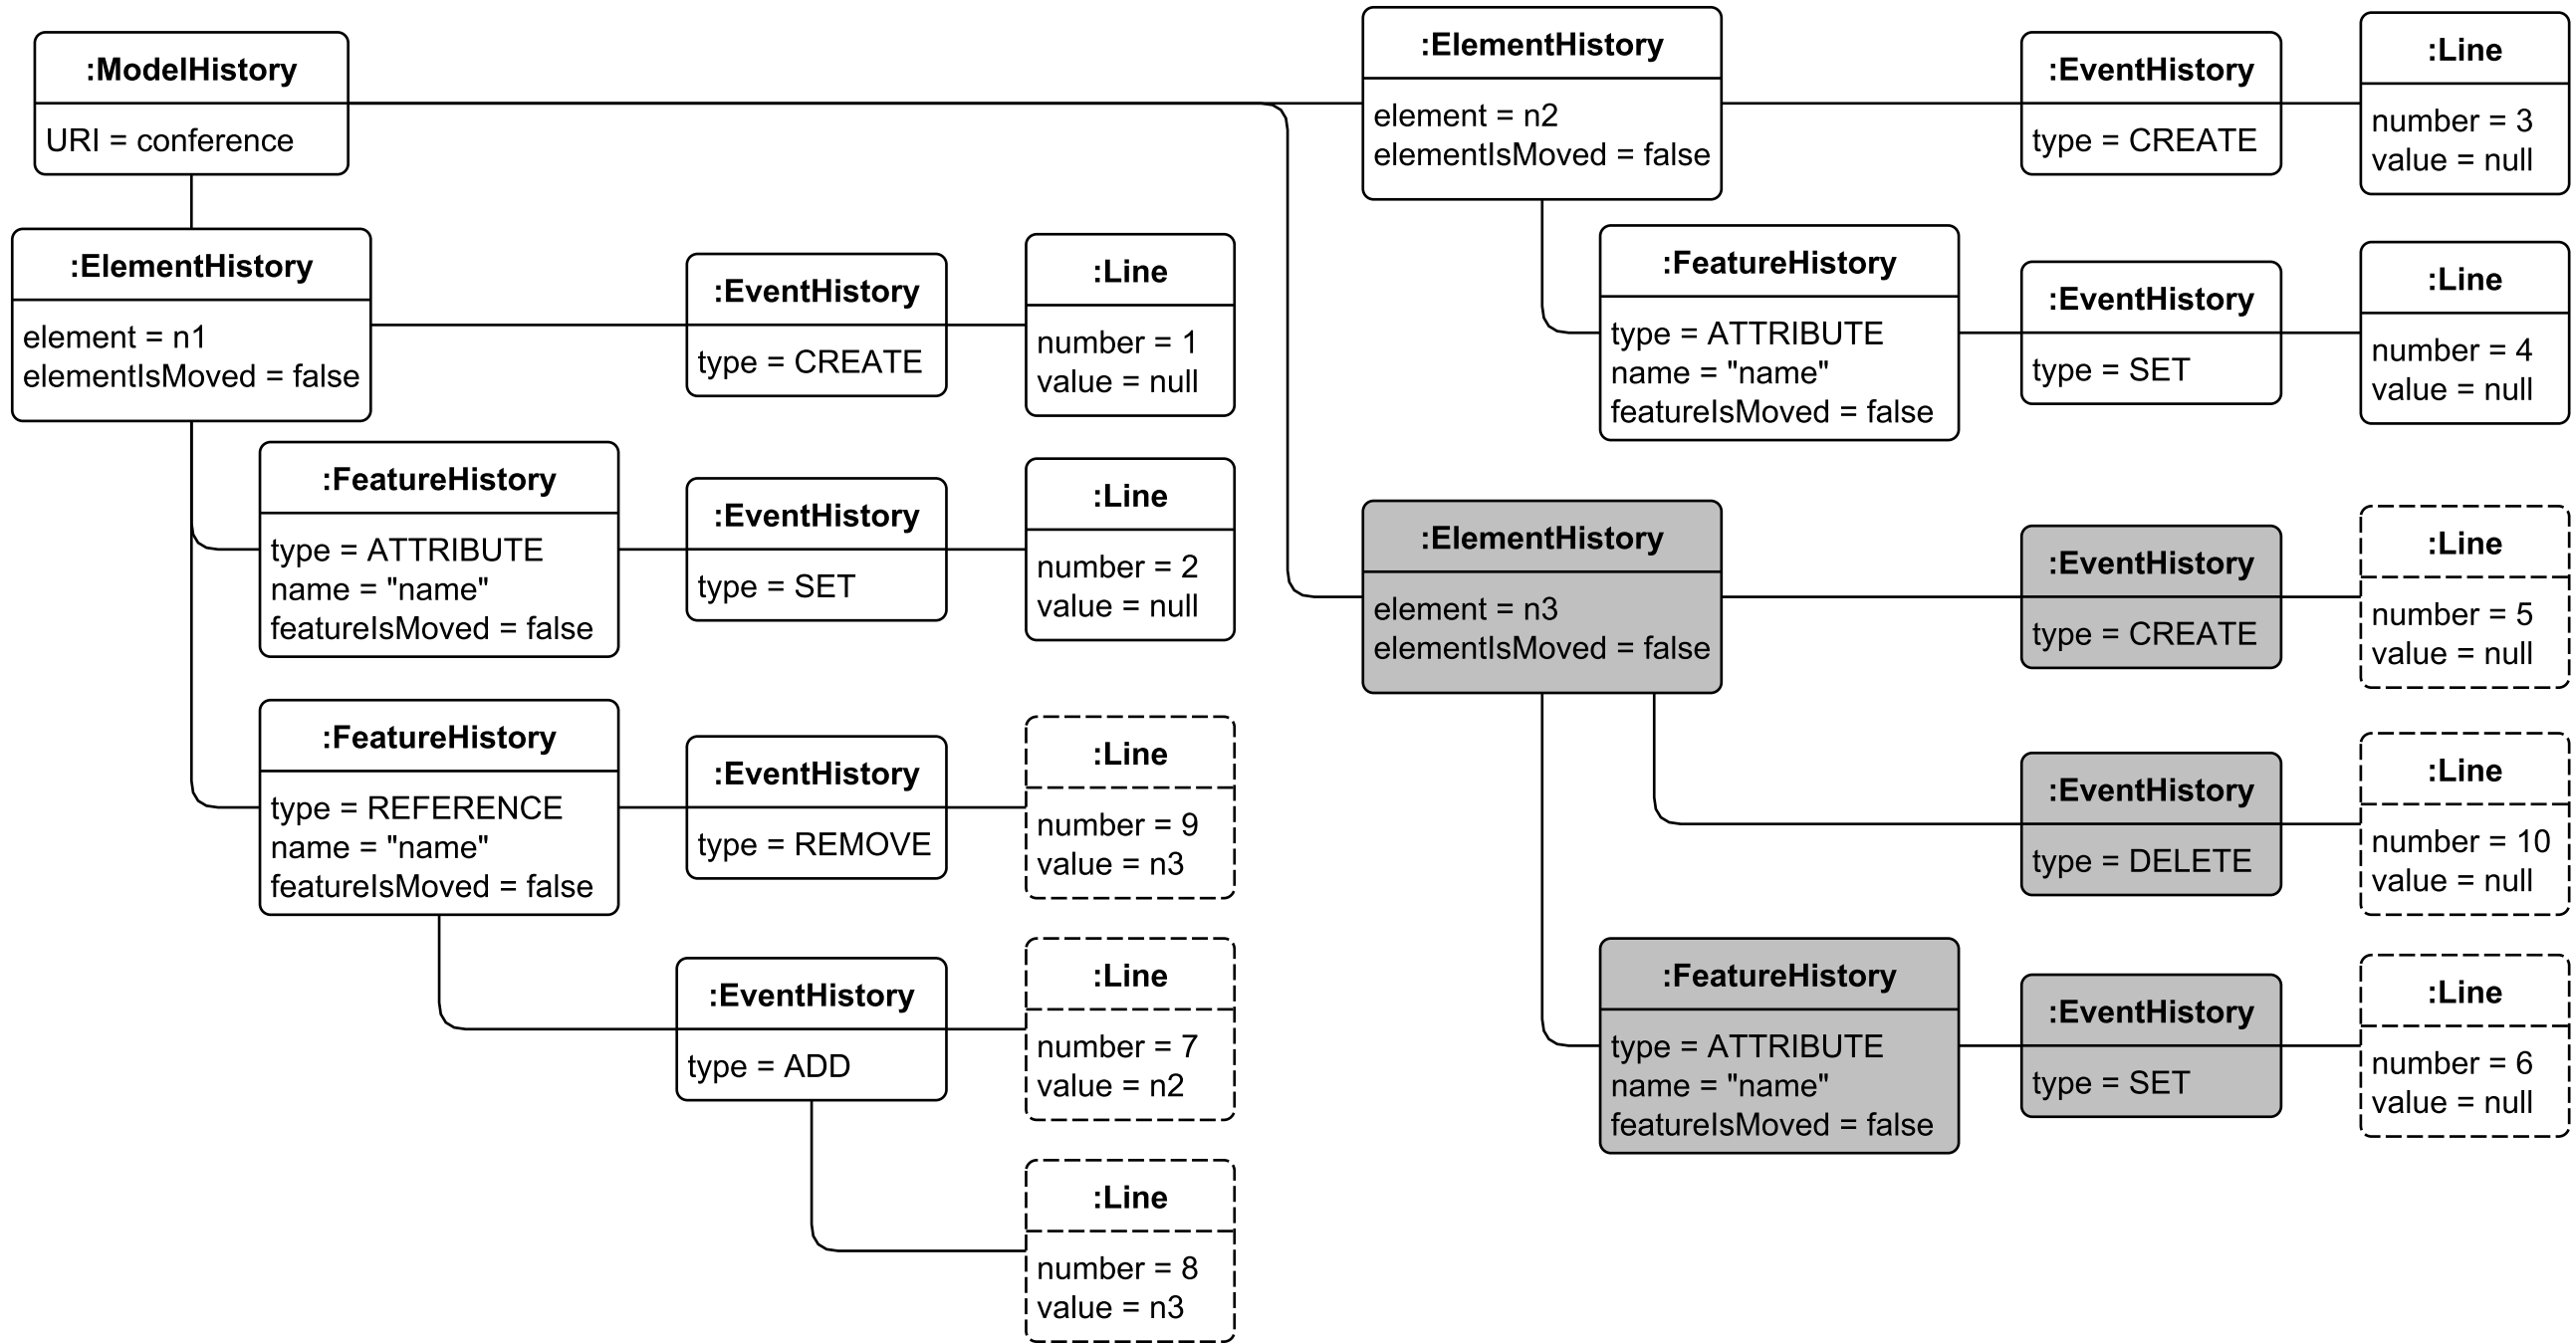 :ModelHistory
URI = conference
:ElementHistory
element = n1
elementIsMoved = false
:EventHistory
type = CREATE
:Line
number = 1
value = null
:FeatureHistory
type = ATTRIBUTE
name = "name"
featureIsMoved = false
:EventHistory
type = SET
:Line
number = 2
value = null
:FeatureHistory
type = REFERENCE
name = "name"
featureIsMoved = false
:EventHistory
type = REMOVE
:Line
number = 9
value = n3
:EventHistory
type = ADD
:Line
number = 7
value = n2
:Line
number = 8
value = n3
:ElementHistory
element = n2
elementIsMoved = false
:EventHistory
type = CREATE
:Line
number = 3
value = null
:FeatureHistory
type = ATTRIBUTE
name = "name"
featureIsMoved = false
:EventHistory
type = SET
:Line
number = 4
value = null
:ElementHistory
element = n3
elementIsMoved = false
:EventHistory
type = CREATE
:Line
number = 5
value = null
:EventHistory
type = DELETE
:Line
number = 10
value = null
:FeatureHistory
type = ATTRIBUTE
name = "name"
featureIsMoved = false
:EventHistory
type = SET
:Line
number = 6
value = null